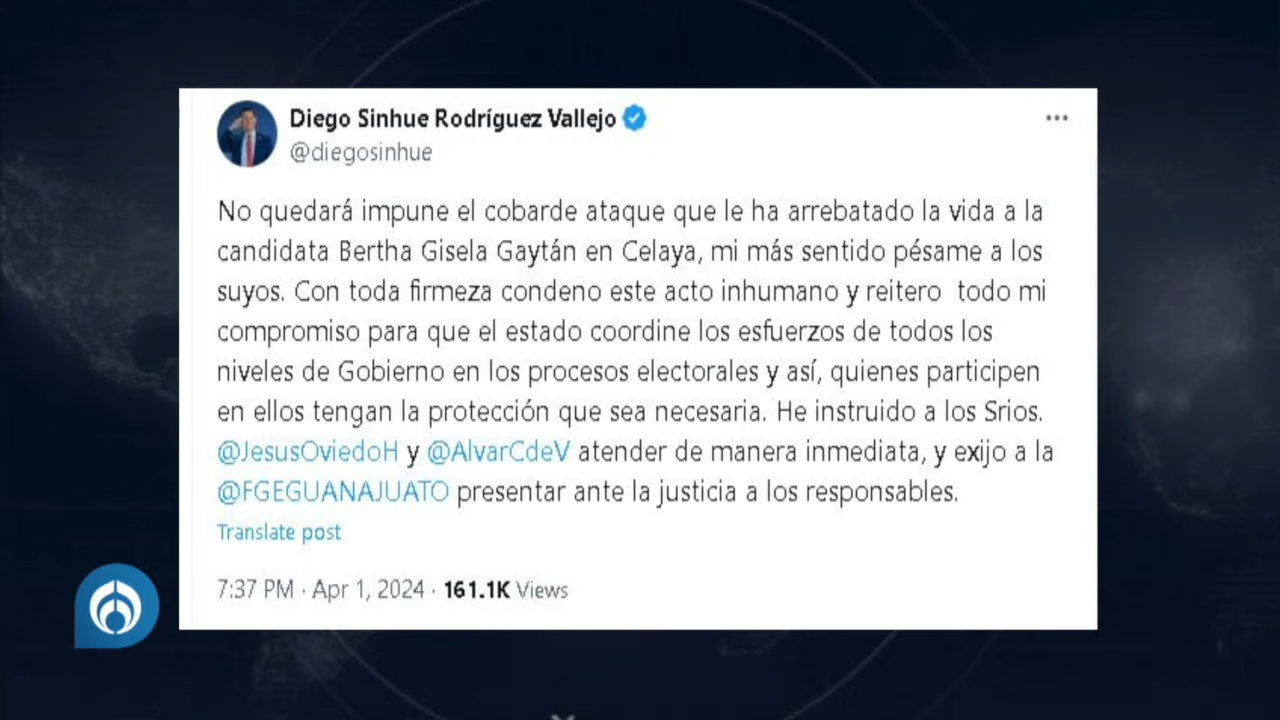 Diego Sinhue Rodríguez Vallejo
@diegosinhue
No quedará impune el cobarde ataque que le ha arrebatado la vida a la
candidata Bertha Gisela Gaytán en Celaya, mi más sentido pésame a los
suyos. Con toda firmeza condeno este acto inhumano y reitero  todo mi
compromiso para que el estado coordine los esfuerzos de todos los
niveles de Gobierno en los procesos electorales y así, quienes participen
en ellos tengan la protección que sea necesaria. He instruido a los Srios.
@JesusOviedoH y @AlvarCdeV atender de manera inmediata, y exijo a la
@FGEGUANAJUATO presentar ante la justicia a los responsables.
Translate post
7:37 PM · Apr 1, 2024 · 161.1K Views